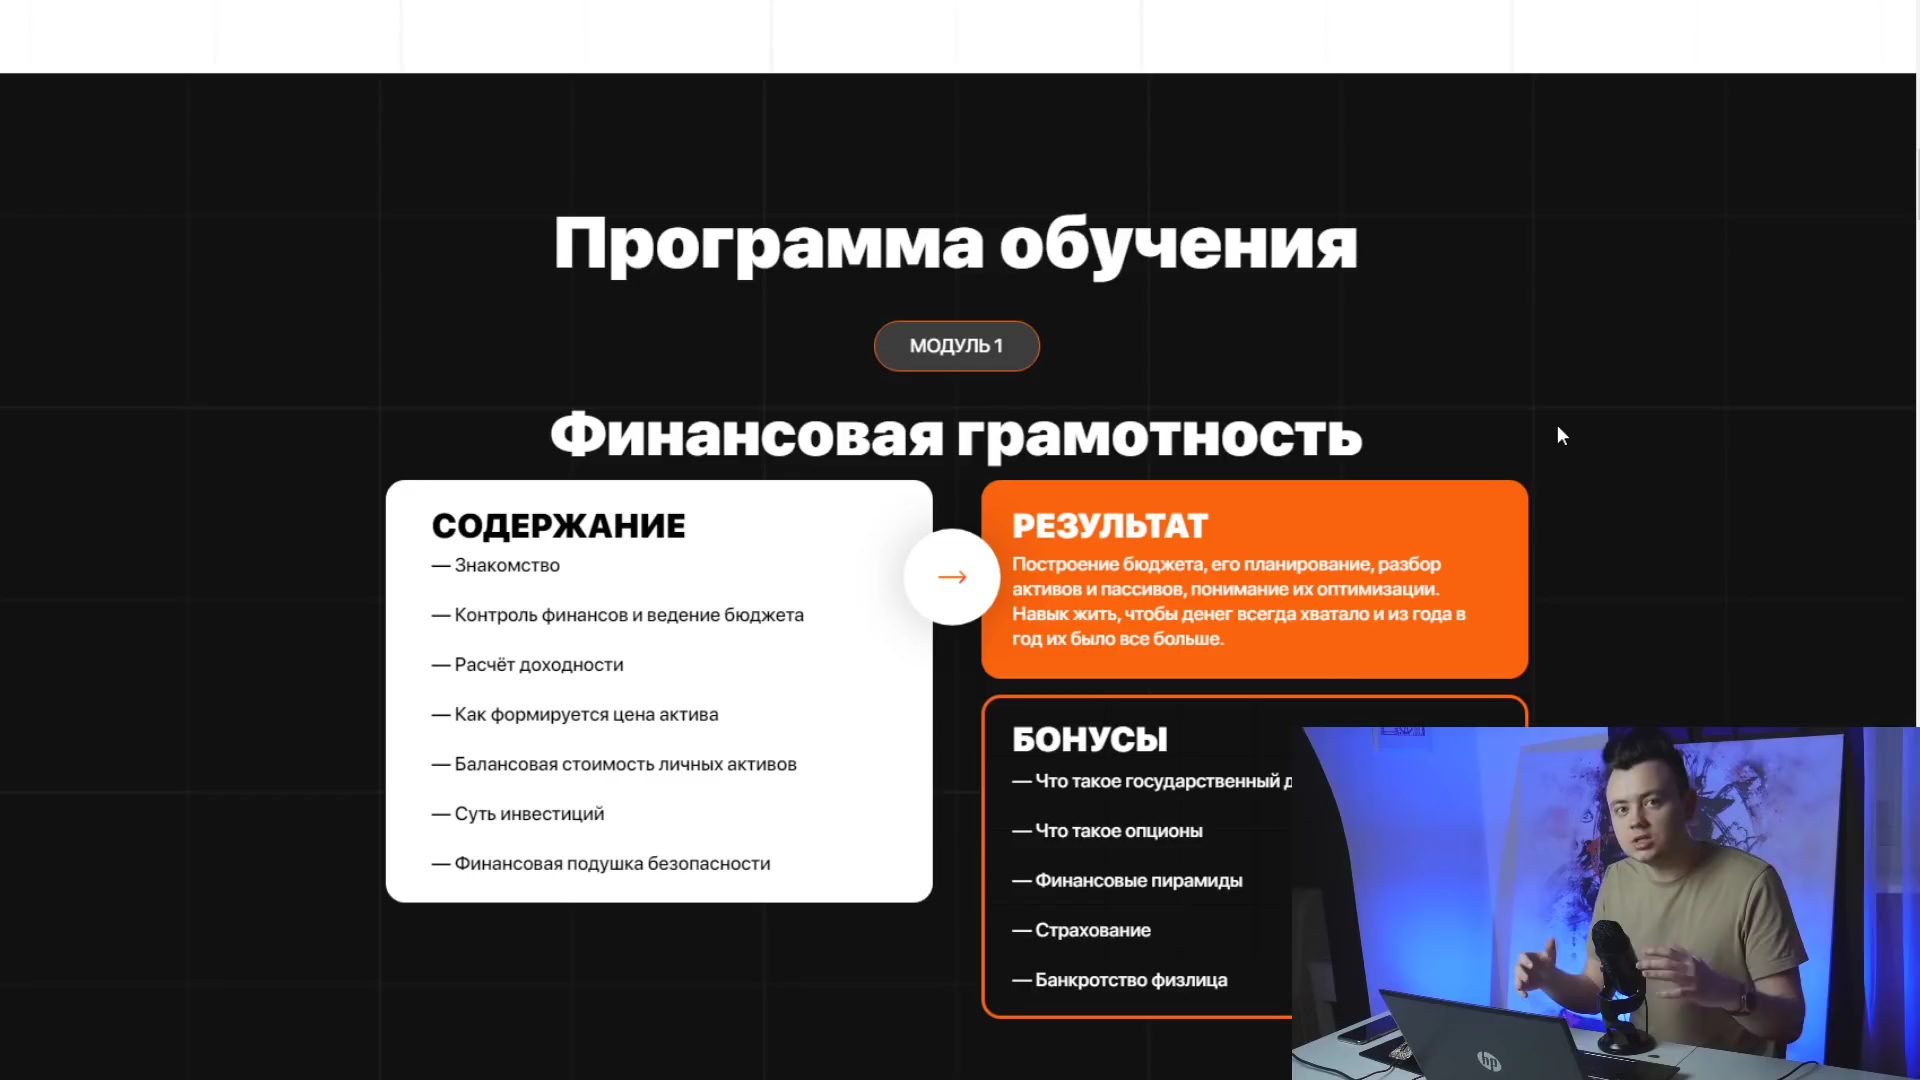 Программа обучения
МОДУЛЬ 1
Финансовая грамотность
СОДЕРЖАНИЕ
— Знакомство
— Контроль финансов и ведение бюджета
— Расчёт доходности
— Как формируется цена актива
— Балансовая стоимость личных активов
— Суть инвестиций
— Финансовая подушка безопасности
РЕЗУЛЬТАТ
Построение бюджета, его планирование, разбор
активов и пассивов, понимание их оптимизации.
Навык жить, чтобы денег всегда хватало и из года в
год их было все больше.
БОНУСЫ
— Что такое государственный
— Что такое опционы
— Финансовые пирамиды
— Страхование
— Банкротство физлица
hp